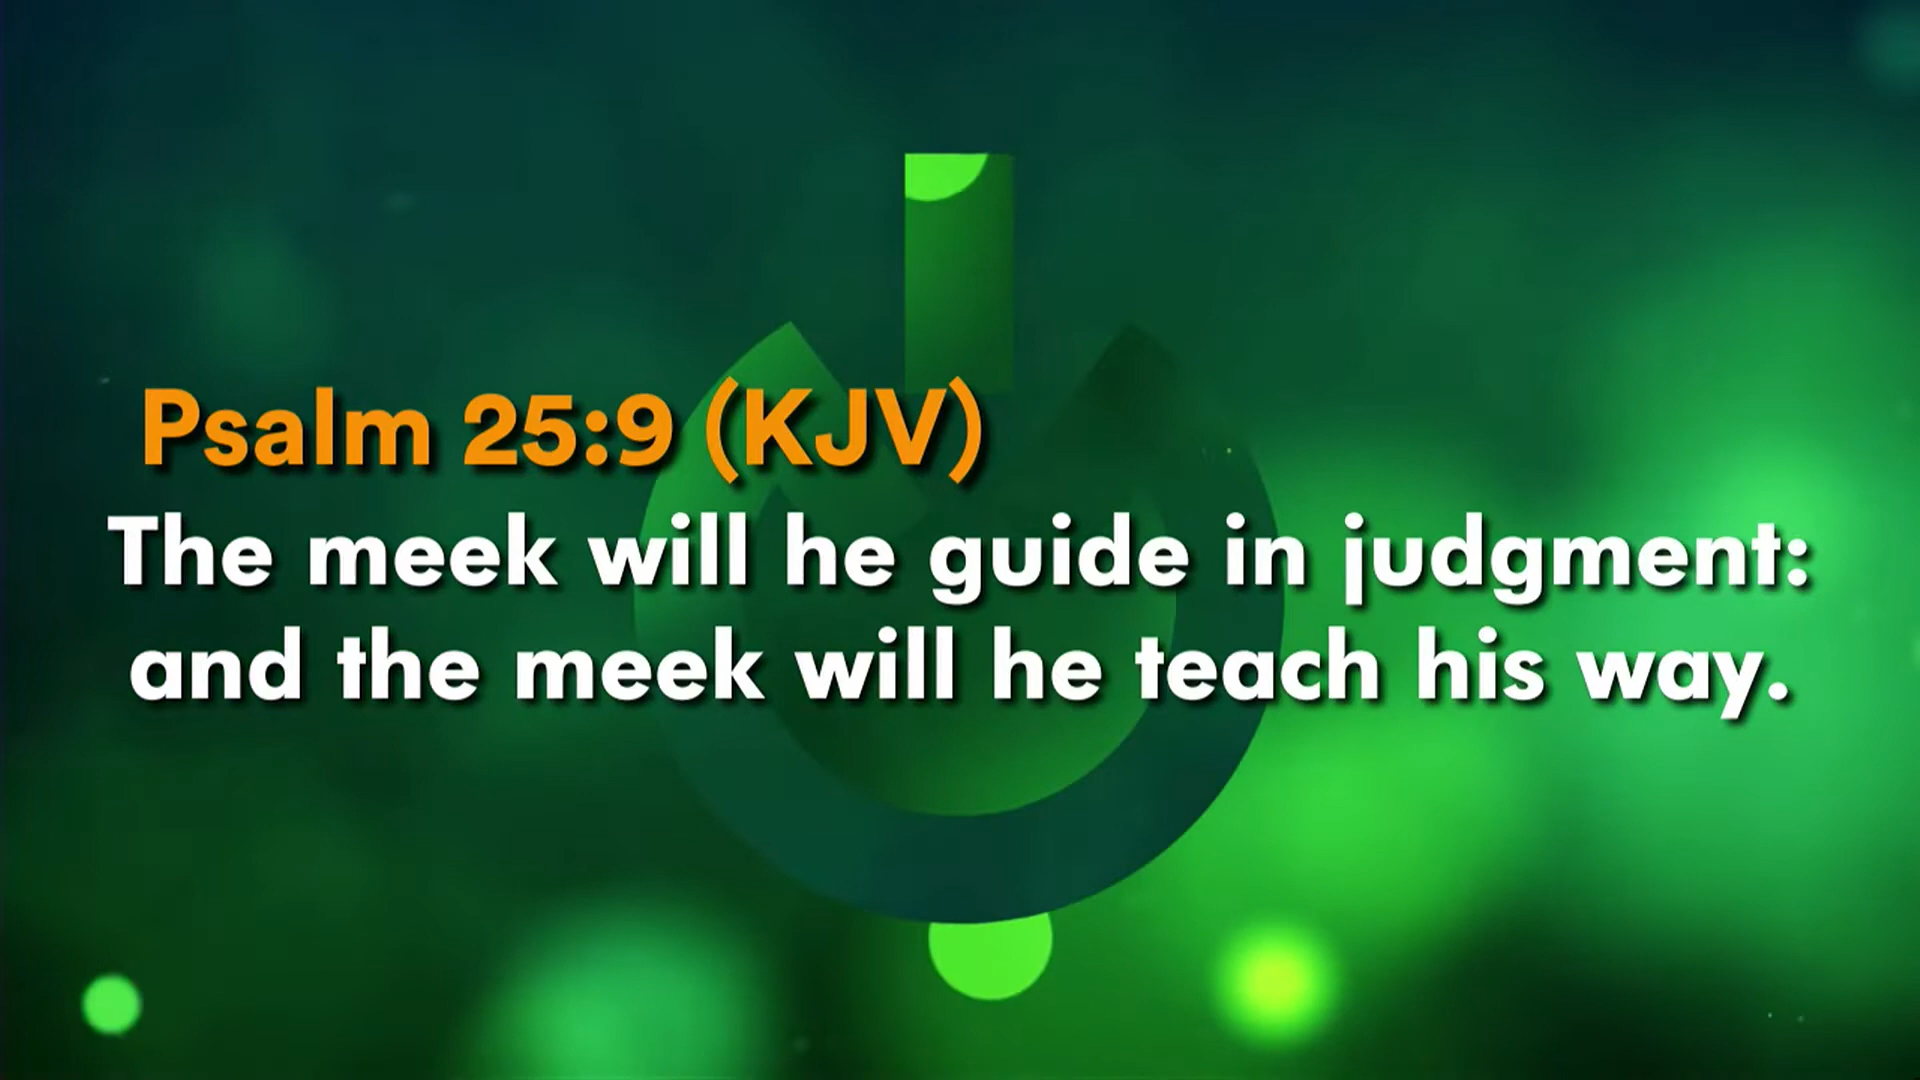 Psalm 25:9 (KJV)
The meek will he guide in judgment:
and the meek will he teach his way.